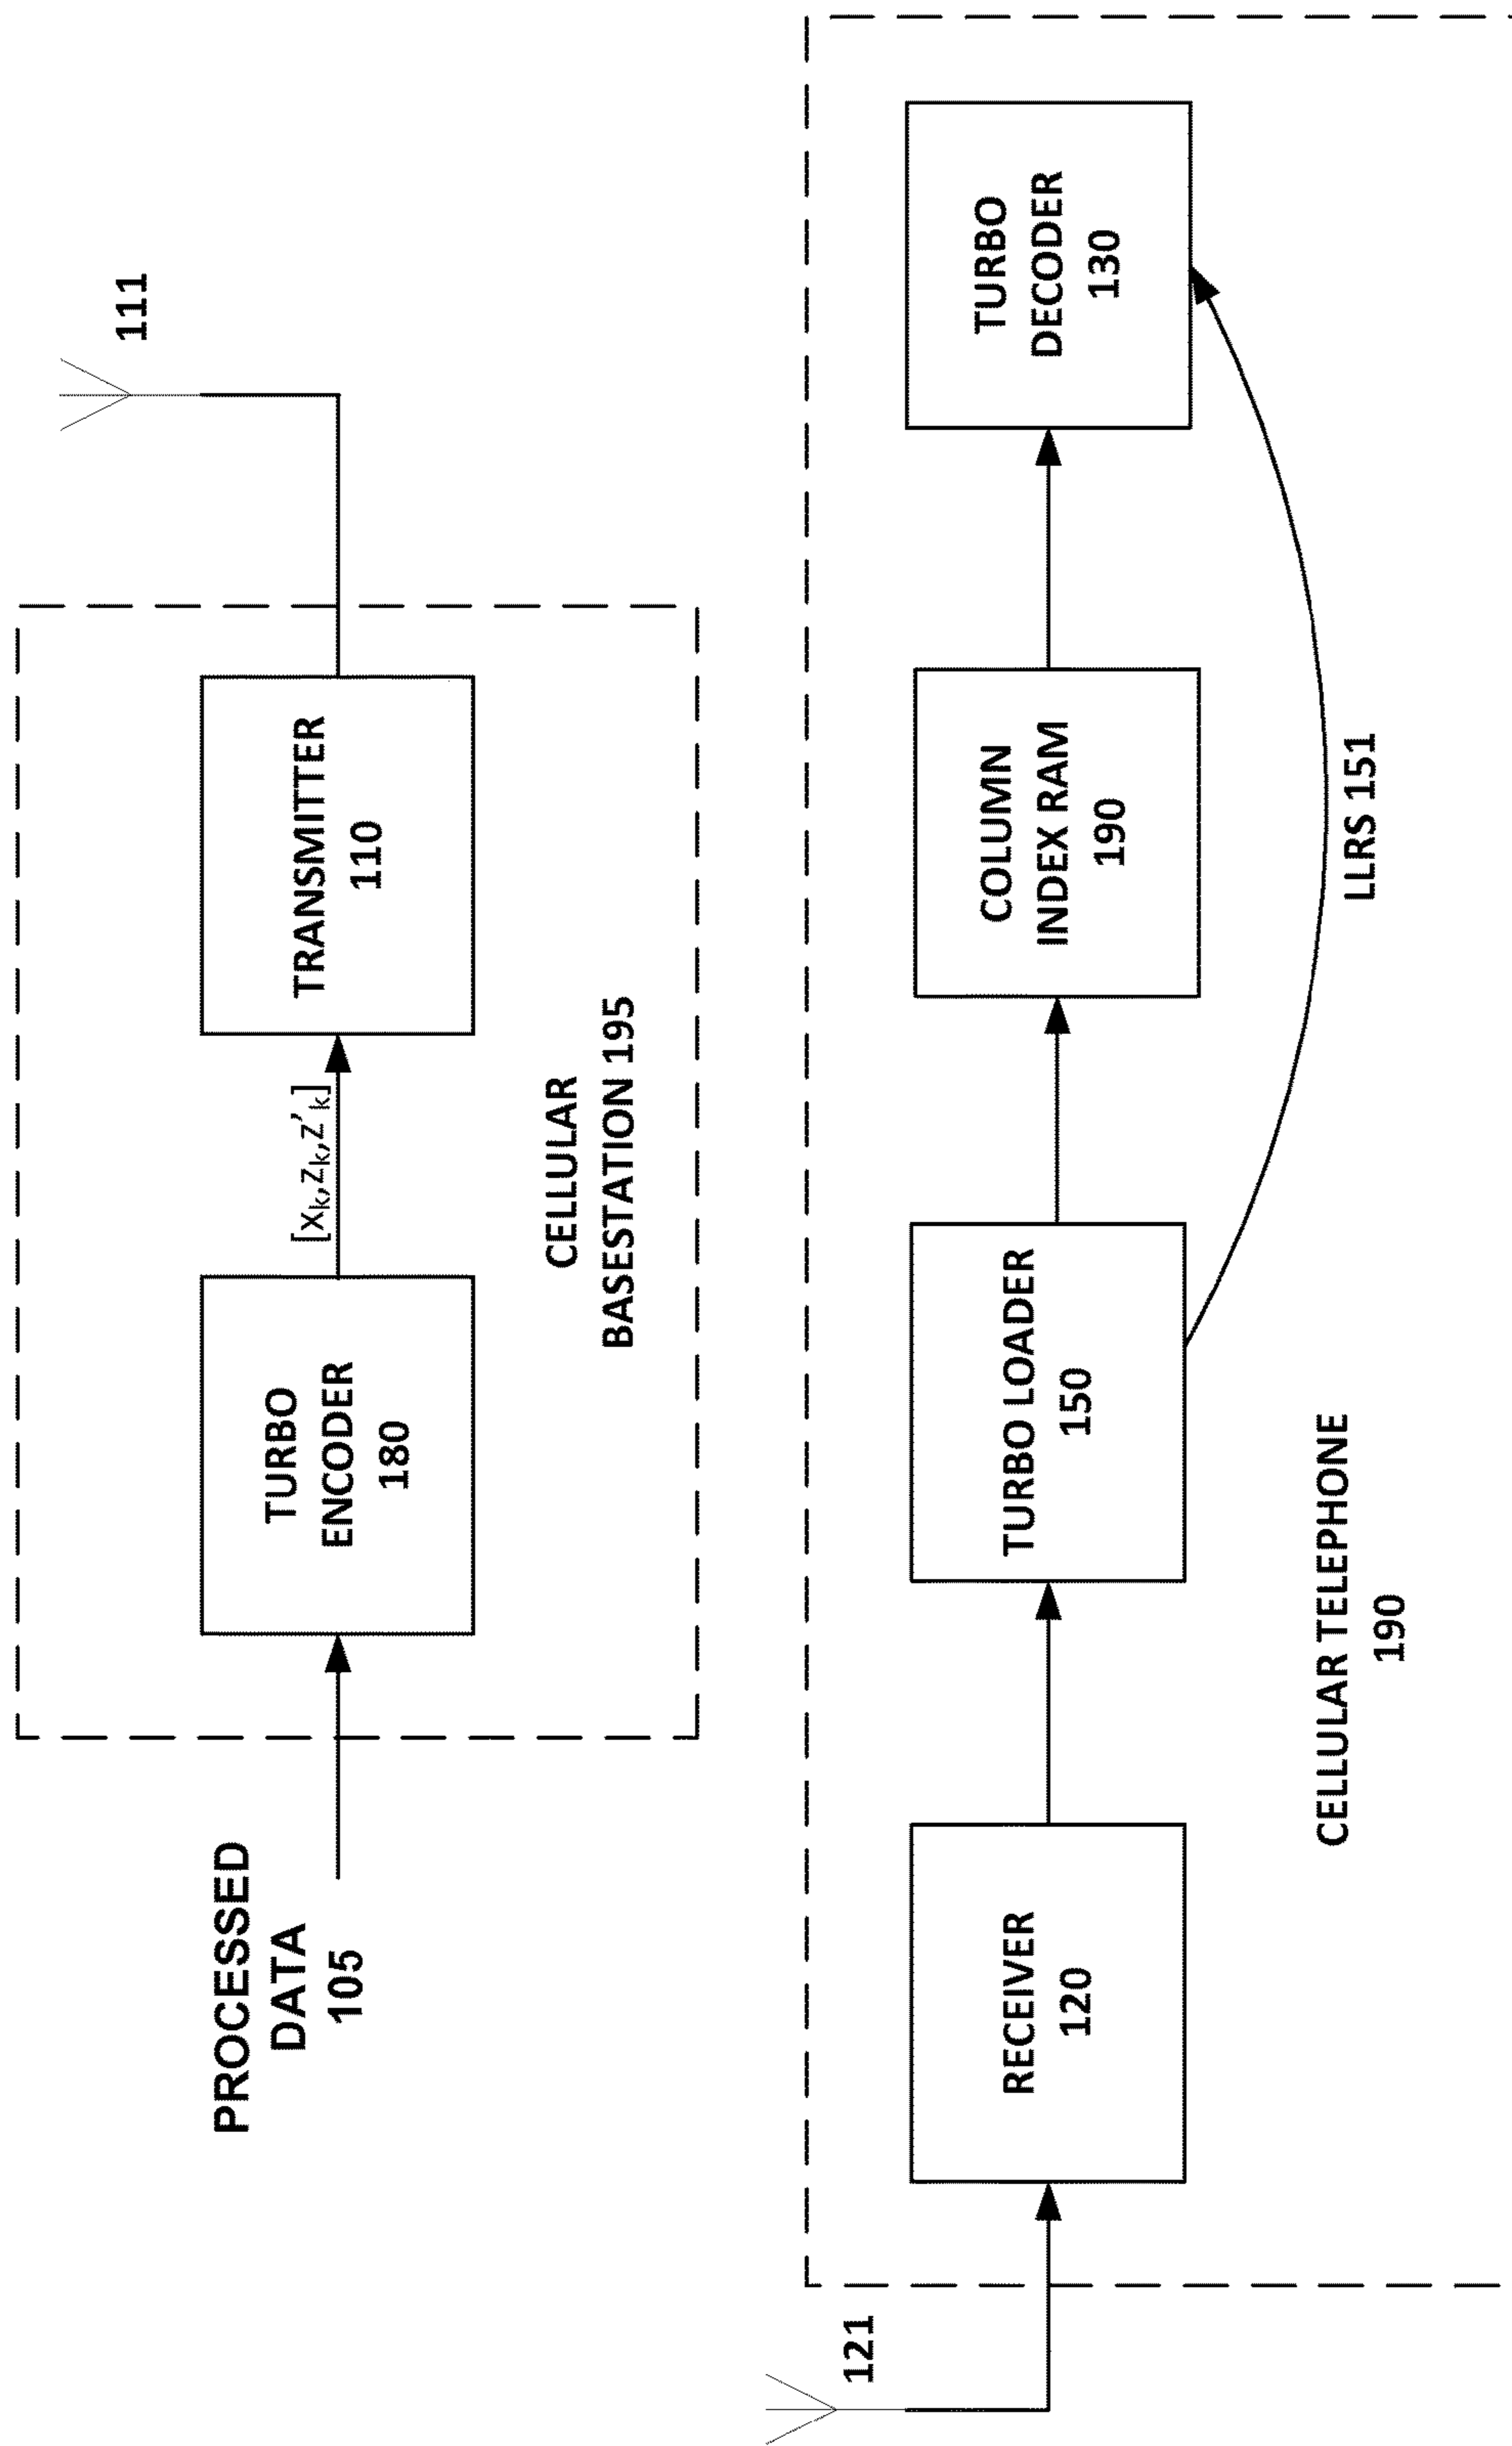 PROCESSED
DATA
105
TURBO
ENCODER
180
[xk,zk,z'k]
TRANSMITTER
110
111
CELLULAR
BASESTATION 195
121
RECEIVER
120
TURBO LOADER
150
COLUMN
INDEX RAM
190
TURBO
DECODER
130
LLRS 151
CELLULAR TELEPHONE
190